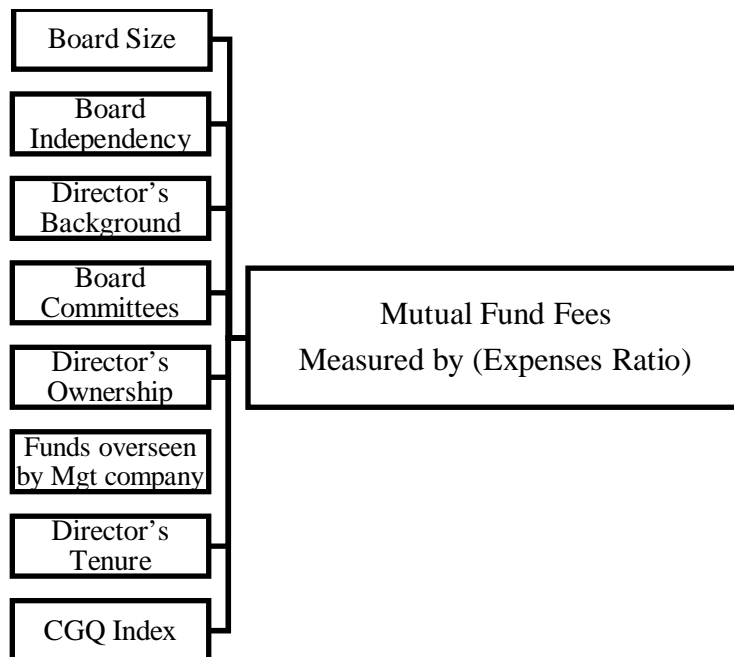 Board Size
Board
Independency
Director’s
Background
Board
Committees
Director’s
Ownership
Funds overseen
by Mgt company
Director’s
Tenure
CGQ Index
Mutual Fund Fees
Measured by (Expenses Ratio)